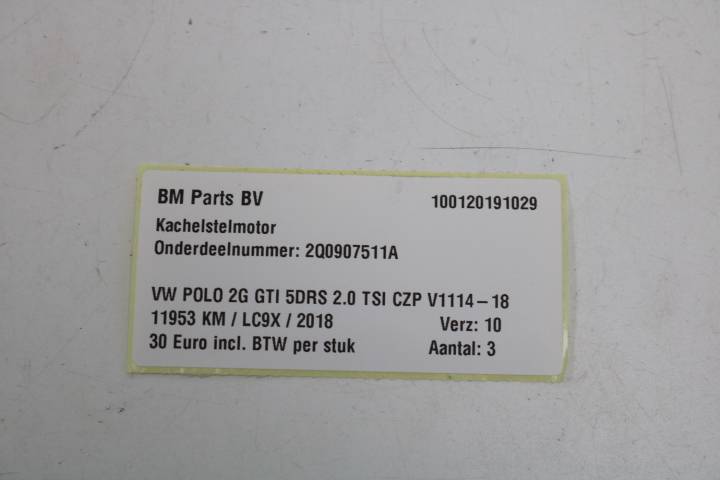 BM Parts BV 100120191029
Kachelstelmotor
Onderdeelnummer: 2Q0907511A
VW POLO 2G GTI 5DRS 2.0 TSI CZP V1114-18
11953 KM / LC9X / 2018 Verz: 10
30 Euro incl. BTW per stuk Aantal: 3